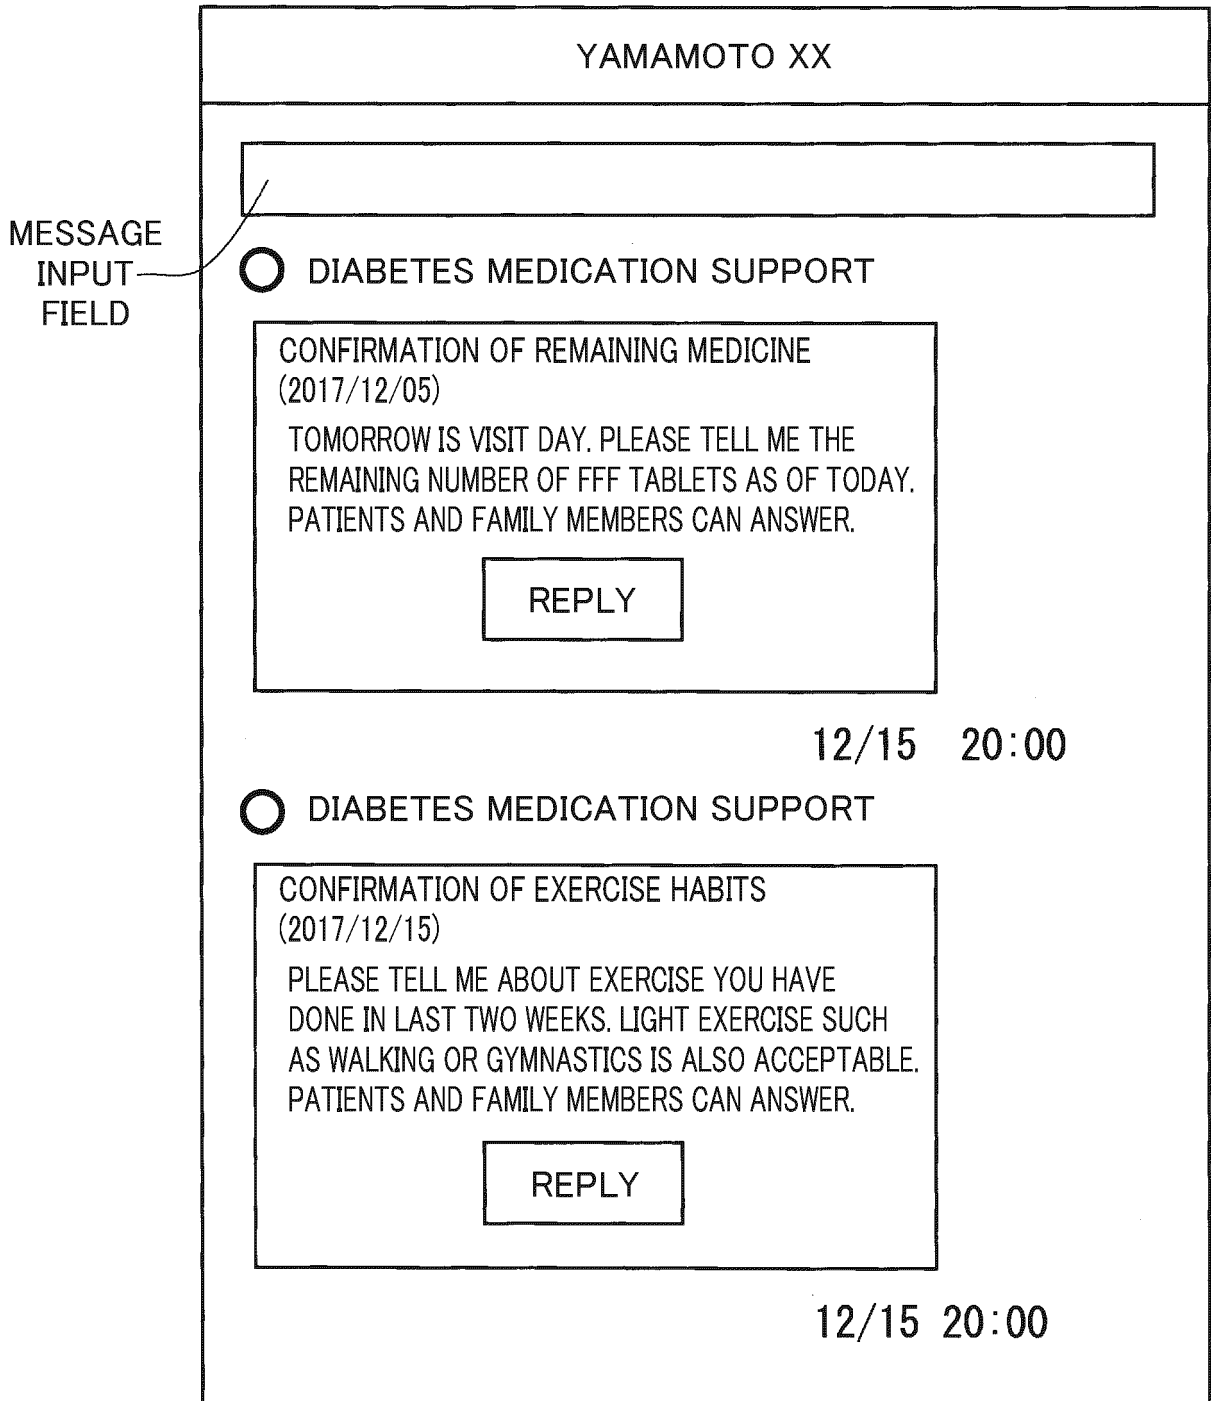 YAMAMOTO XX
MESSAGE
INPUT
FIELD
DIABETES MEDICATION SUPPORT
CONFIRMATION OF REMAINING MEDICINE
(2017/12/05)
TOMORROW IS VISIT DAY. PLEASE TELL ME THE
REMAINING NUMBER OF FFF TABLETS AS OF TODAY.
PATIENTS AND FAMILY MEMBERS CAN ANSWER.
REPLY
12/15 20:00
DIABETES MEDICATION SUPPORT
CONFIRMATION OF EXERCISE HABITS
(2017/12/15)
PLEASE TELL ME ABOUT EXERCISE YOU HAVE
DONE IN LAST TWO WEEKS. LIGHT EXERCISE SUCH
AS WALKING OR GYMNASTICS IS ALSO ACCEPTABLE.
PATIENTS AND FAMILY MEMBERS CAN ANSWER.
REPLY
12/15 20:00